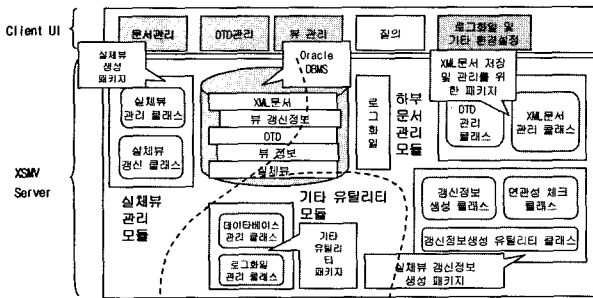 Client UI
문서관리
DTD관리
뷰 관리
질의
로그화일 및
기타 환경설정
실체뷰
생성
패키지
Oracle
DBMS
XML문서 저장
및 관리를 위
한 패키지
XSMV
Server
실체뷰
관리 클래스
실체뷰
갱신 클래스
실체뷰
관리
모듈
XML문서
뷰 갱신정보
DTD
뷰 정보
실체뷰
로그화일
하부
문서
관리
모듈
DTD
관리
클래스
XML문서
관리 클래스
기타 유틸리티
모듈
데이타베이스
관리 클래스
로그화일
관리 클래스
기타
유틸리
티
패키지
갱신정보
생성 클래스
연관성 체크
클래스
갱신정보생성 유틸리티 클래스
실체뷰 갱신정보
생성 패키지